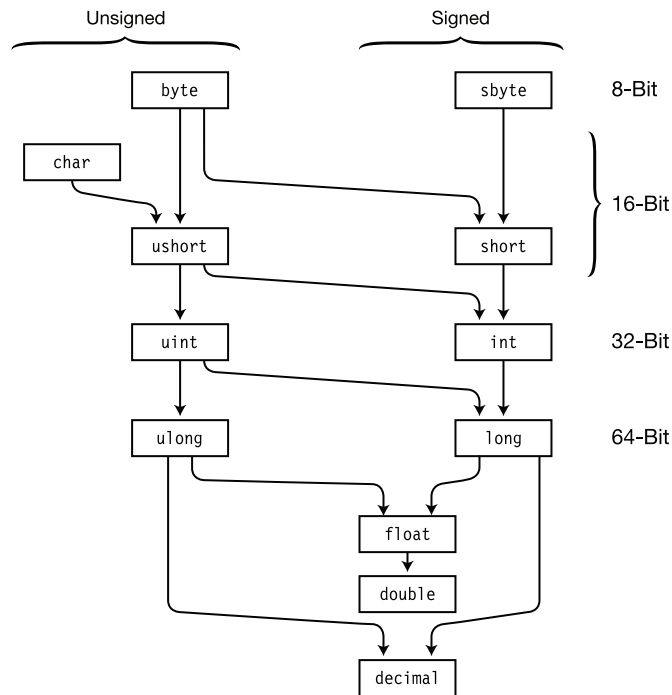 Unsigned
Signed
byte
sbyte
8-Bit
char
16-Bit
ushort
short
uint
int
32-Bit
ulong
long
64-Bit
float
double
decimal